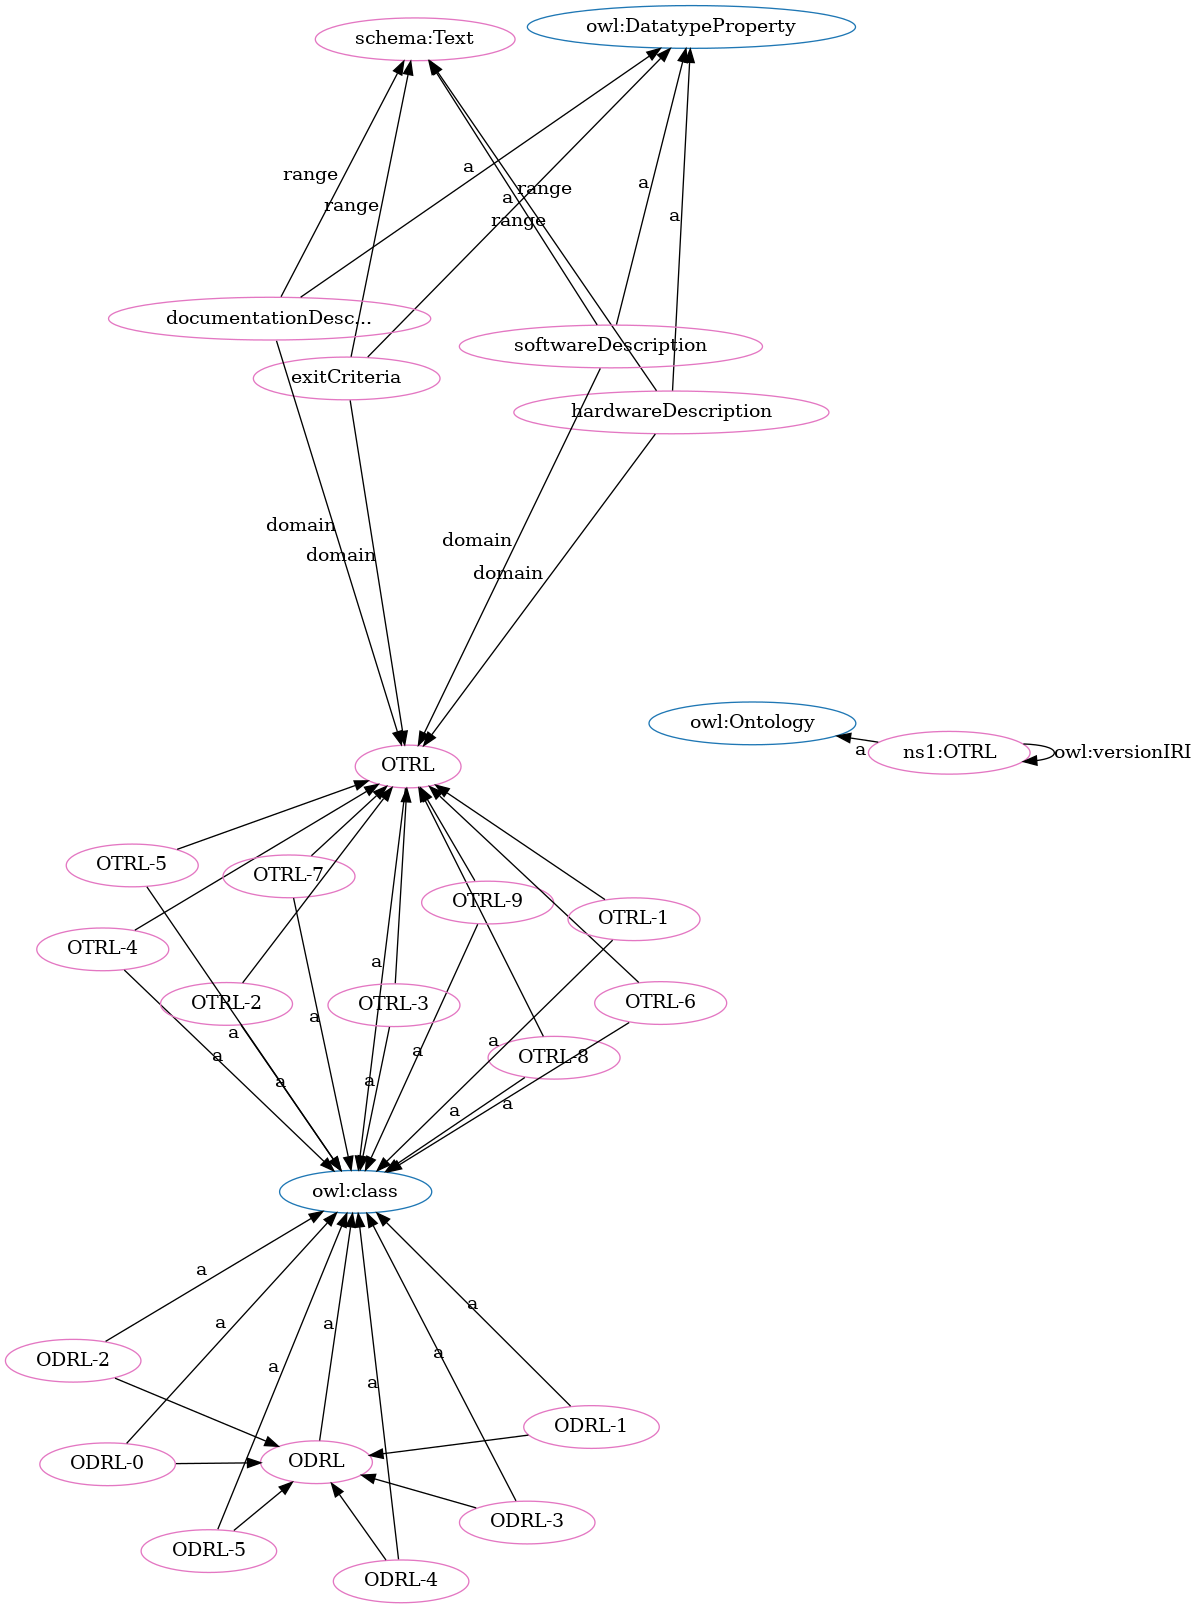 owl:DatatypeProperty
schema:Text
a
range
a
range
a
range
range
a
documentationDesc...
softwareDescription
exitCriteria
hardwareDescription
domain
domain
domain
domain
owl:Ontology
a
ns1:OTRL
owl:versionIRI
OTRL
OTRL-5
OTRL-7
OTRL-9
OTRL-1
OTRL-4
a
OTRL-2
OTRL-3
OTRL-6
a
a
a
a
a
OTRL-8
a
a
a
a
owl:class
a
a
a
a
a
a
a
ODRL-2
ODRL-1
ODRL-0
ODRL
ODRL-3
ODRL-5
ODRL-4